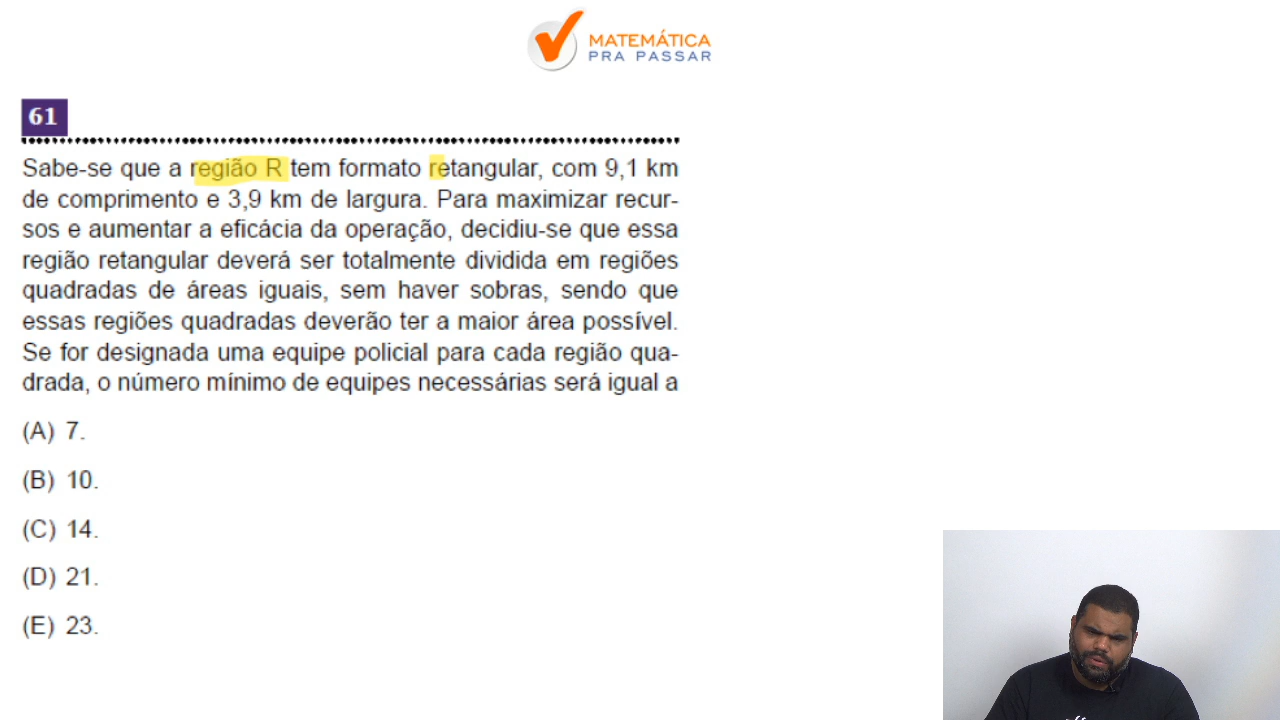 MATEMÁTICA
PRA PASSAR
61
Sabe-se que a região R tem formato retangular, com 9,1 km
de comprimento e 3,9 km de largura. Para maximizar recur-
sos e aumentar a eficácia da operação, decidiu-se que essa
região retangular deverá ser totalmente dividida em regiões
quadradas de áreas iguais, sem haver sobras, sendo que
essas regiões quadradas deverão ter a maior área possível.
Se for designada uma equipe policial para cada região qua-
drada, o número mínimo de equipes necessárias será igual a
(A) 7.
(B) 10.
(C) 14.
(D) 21.
(E) 23.